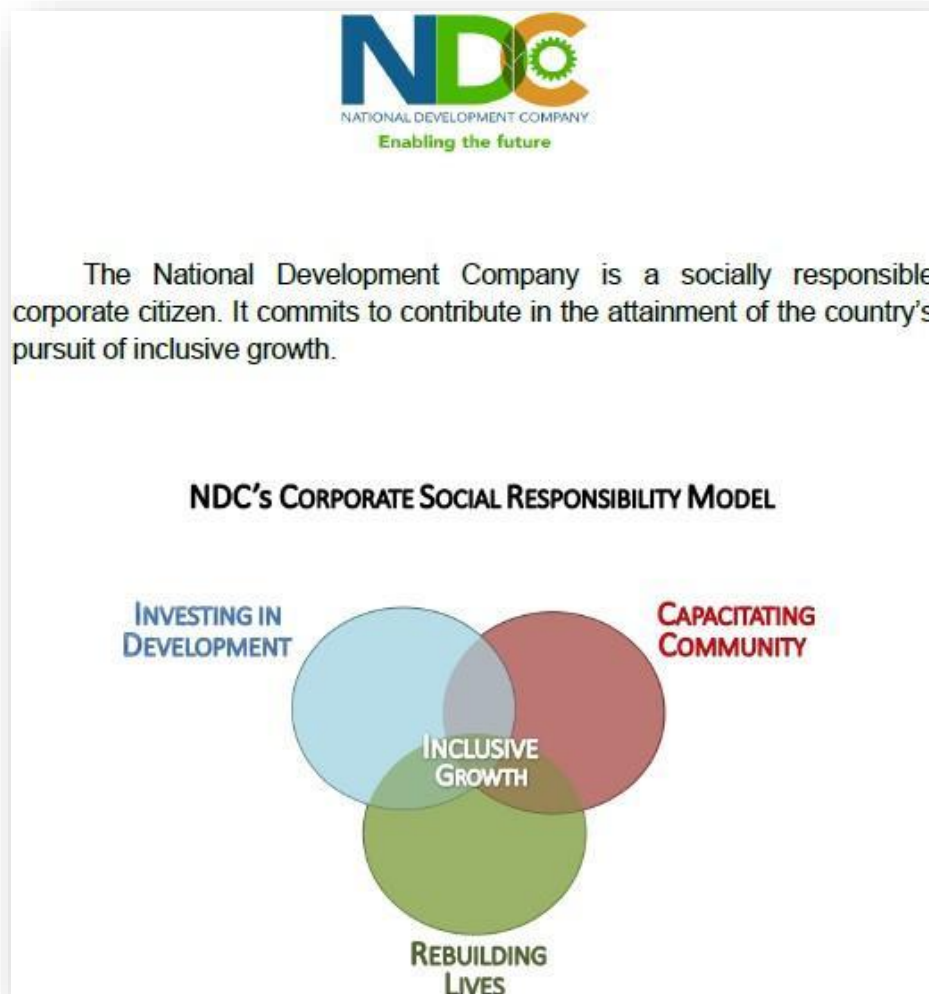 NDC
NATIONAL DEVELOPMENT COMPANY
Enabling the future
The National Development Company is a socially responsible
corporate citizen. It commits to contribute in the attainment of the country's
pursuit of inclusive growth.
NDC's CORPORATE SOCIAL RESPONSIBILITY MODEL
INVESTING IN
DEVELOPMENT
CAPACITATING
COMMUNITY
INCLUSIVE
GROWTH
REBUILDING
LIVES